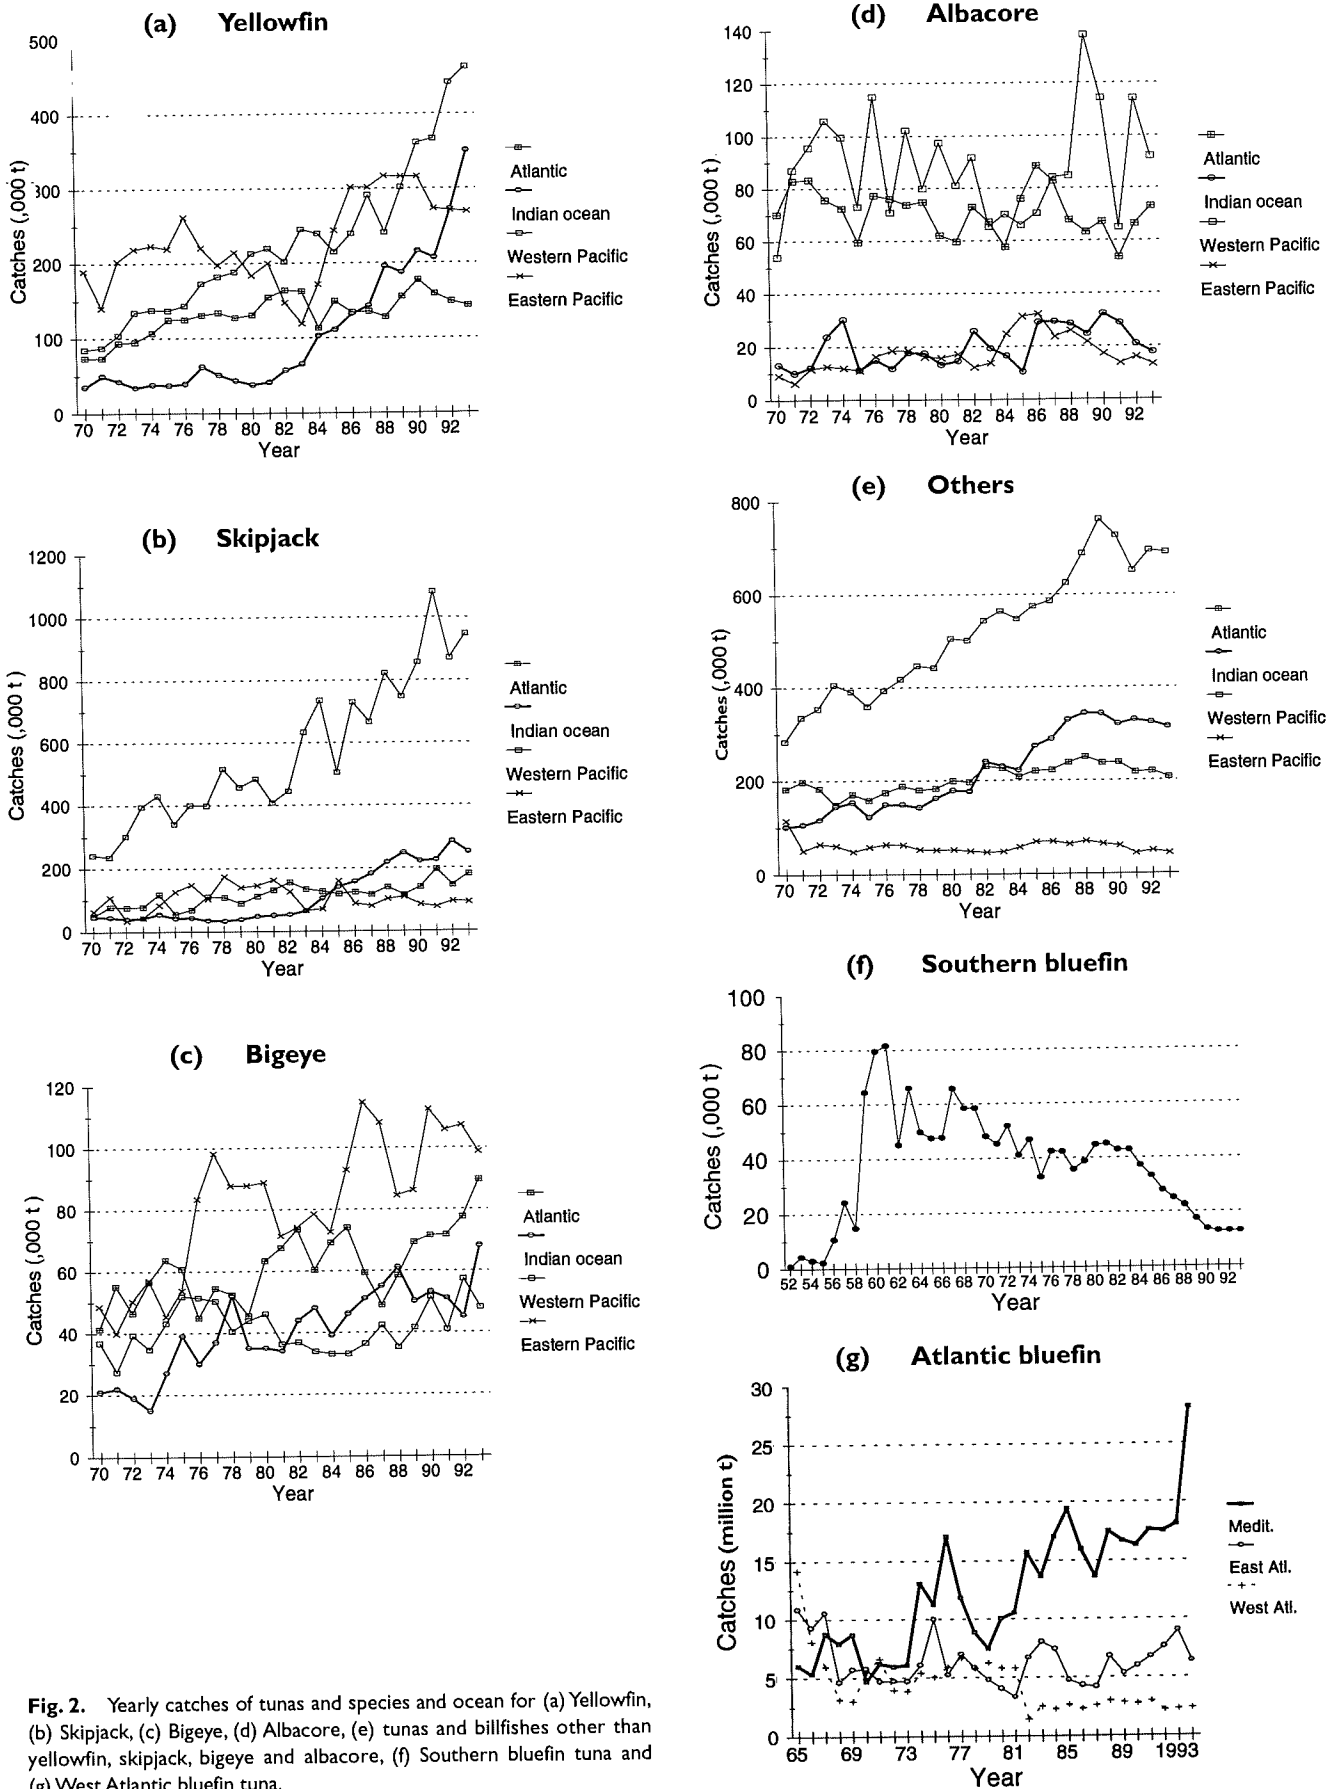 (a) Yellowfin
500
400
300
200
100
0
Catches (,000 t)
70 72 74 76 78 80 82 84 86 88 90 92
Year
Atlantic
Indian ocean
Western Pacific
Eastern Pacific
(b) Skipjack
1200
1000
800
600
400
200
0
Catches (,000 t)
70 72 74 76 78 80 82 84 86 88 90 92
Year
Atlantic
Indian ocean
Western Pacific
Eastern Pacific
(c) Bigeye
120
100
80
60
40
20
0
Catches (,000 t)
70 72 74 76 78 80 82 84 86 88 90 92
Year
Atlantic
Indian ocean
Western Pacific
Eastern Pacific
Fig. 2. Yearly catches of tunas and species and ocean for (a) Yellowfin,
(b) Skipjack, (c) Bigeye, (d) Albacore, (e) tunas and billfishes other than
yellowfin, skipjack, bigeye and albacore, (f) Southern bluefin tuna and
(g) West Atlantic bluefin tuna.
(d) Albacore
140
120
100
80
60
40
20
0
Catches (,000 t)
70 72 74 76 78 80 82 84 86 88 90 92
Year
Atlantic
Indian ocean
Western Pacific
Eastern Pacific
(e) Others
800
600
400
200
0
Catches (,000 t)
70 72 74 76 78 80 82 84 86 88 90 92
Year
Atlantic
Indian ocean
Western Pacific
Eastern Pacific
(f) Southern bluefin
100
80
60
40
20
0
Catches (,000 t)
52 54 56 58 60 62 64 66 68 70 72 74 76 78 80 82 84 86 88 90 92
Year
(g) Atlantic bluefin
30
25
20
15
10
5
0
Catches (million t)
65 69 73 77 81 85 89 1993
Year
Medit.
East Atl.
West Atl.